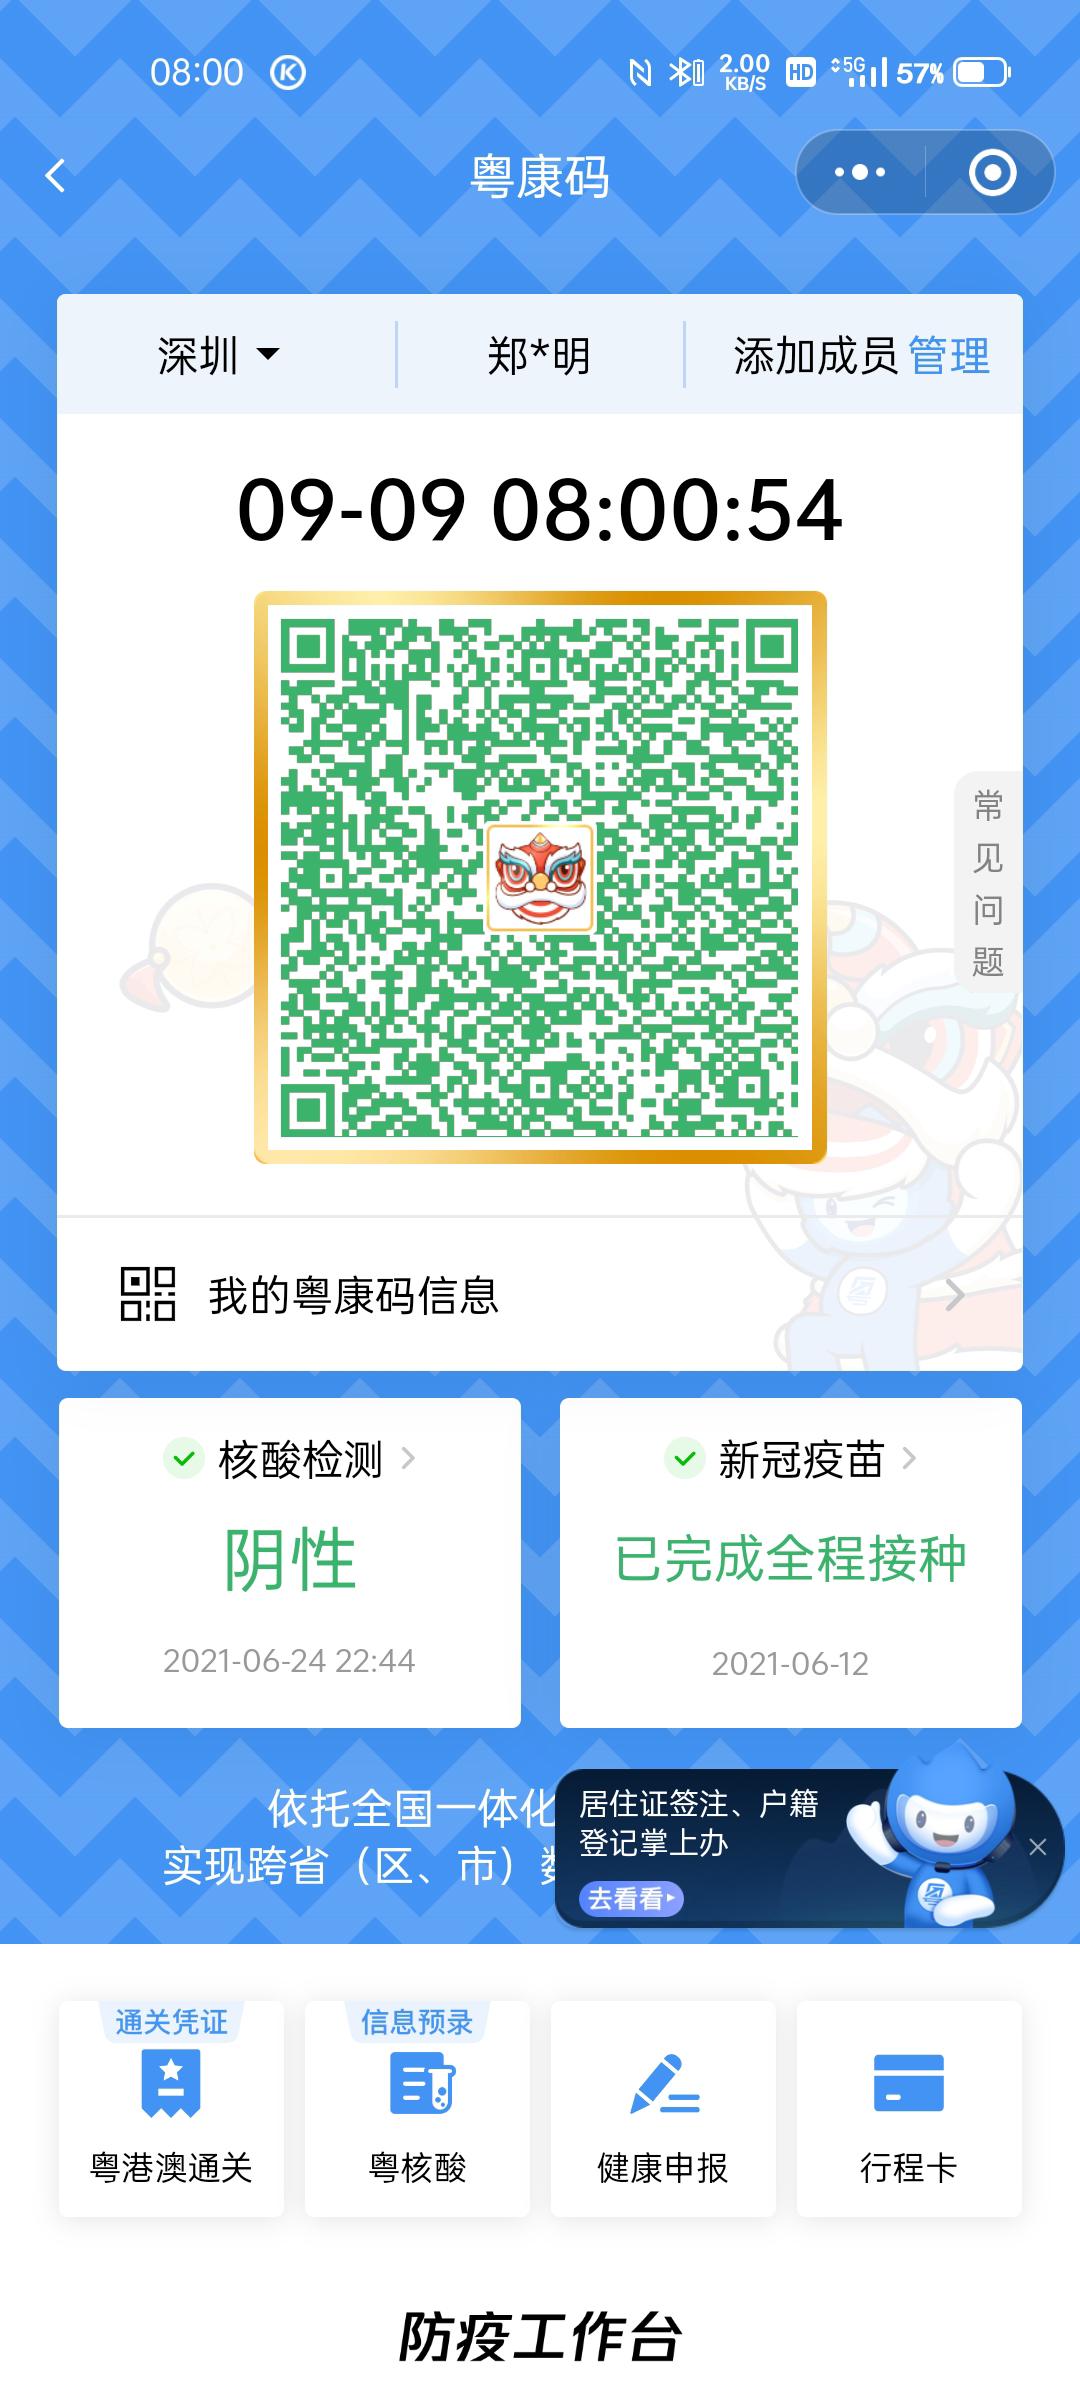 08:00
2.00
KB/S
HD
5G
57%
粤康码
深圳
郑*明
添加成员 管理
09-09 08:00:54
常见问题
我的粤康码信息
核酸检测
阴性
2021-06-24 22:44
新冠疫苗
已完成全程接种
2021-06-12
依托全国一体化
实现跨省（区、市）
居住证签注、户籍
登记掌上办
去看看
通关凭证
粤港澳通关
信息预录
粤核酸
健康申报
行程卡
防疫工作台